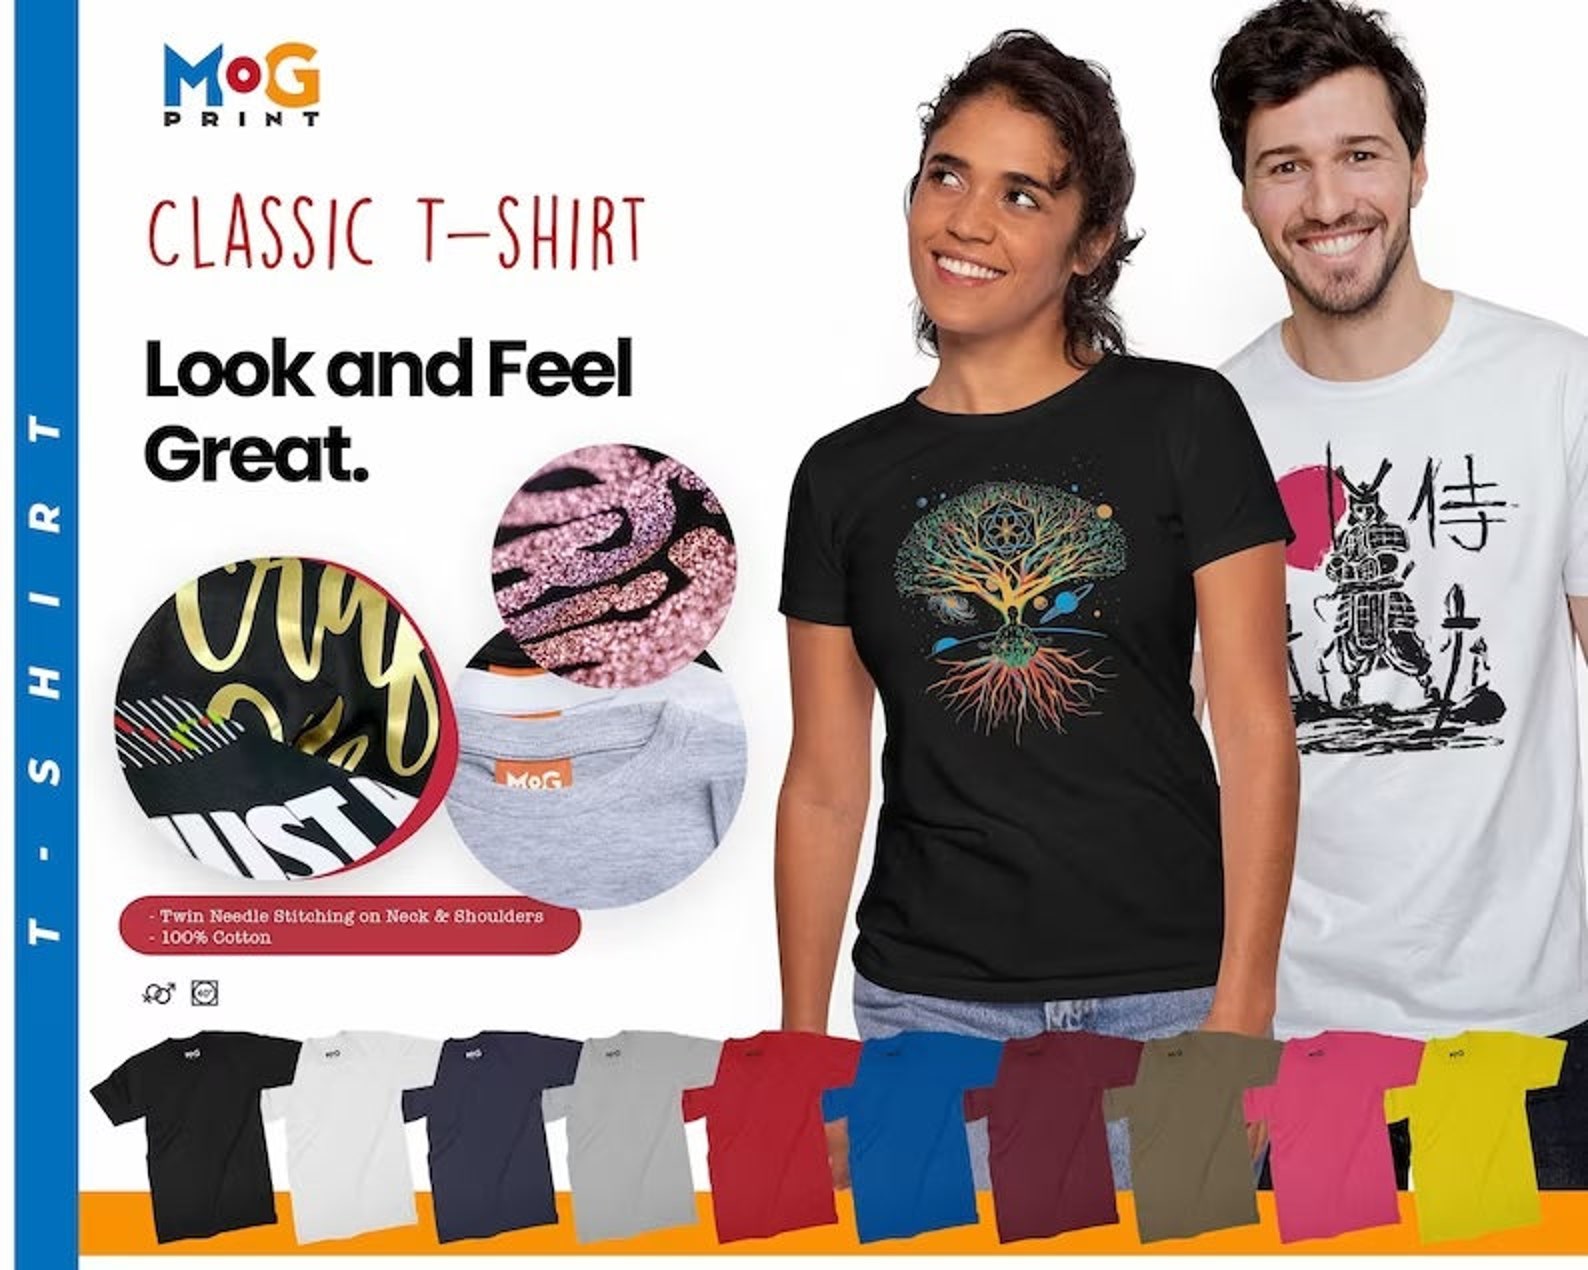 MoG
PRINT
CLASSIC T-SHIRT
Look and Feel
Great.
T-SHIRT
侍
MoG
- Twin Needle Stitching on Neck & Shoulders
- 100% Cotton
40°